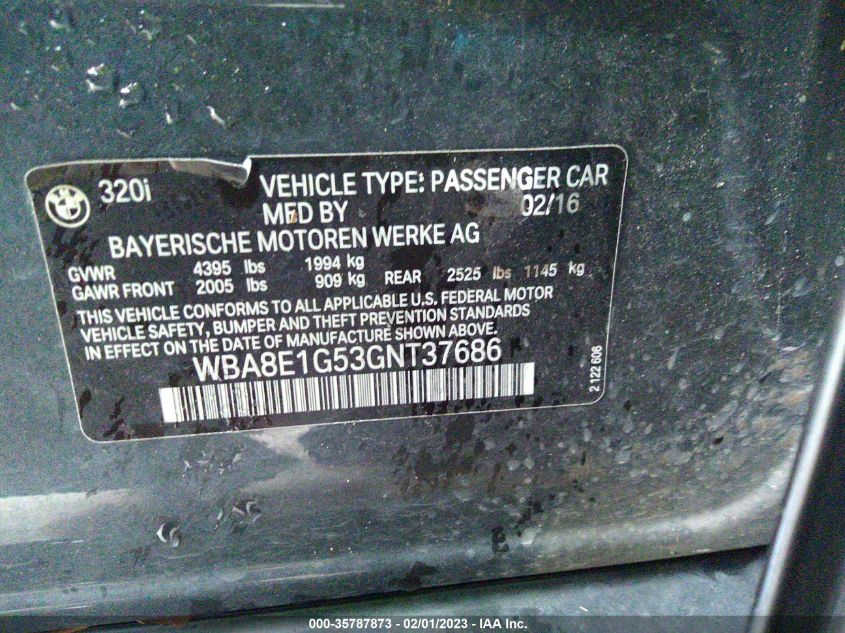 320i VEHICLE TYPE: PASSENGER CAR
MFD BY 02/16
BAYERISCHE MOTOREN WERKE AG
GVWR 4395 lbs 1994 kg
GAWR FRONT 2005 lbs 909 kg REAR 2525 lbs 1145 kg
THIS VEHICLE CONFORMS TO ALL APPLICABLE U.S. FEDERAL MOTOR
VEHICLE SAFETY, BUMPER AND THEFT PREVENTION STANDARDS
IN EFFECT ON THE DATE OF MANUFACTURE SHOWN ABOVE.
WBA8E1G53GNT37686
2 122 606
000-35787873 - 02/01/2023 - IAA Inc.